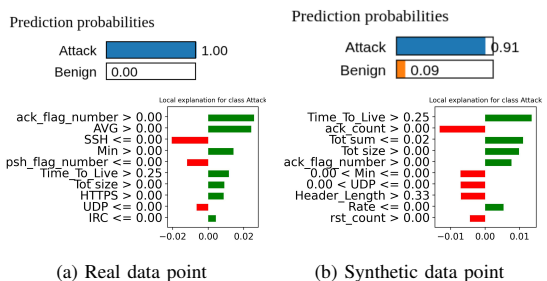 Prediction probabilities
Attack 1.00
Benign 0.00
Local explanation for class Attack
ack_flag_number > 0.00
AVG > 0.00
SSH <= 0.00
Min > 0.00
psh_flag_number <= 0.00
Time_To_Live > 0.25
Tot size > 0.00
HTTPS > 0.00
UDP <= 0.00
IRC <= 0.00
−0.02 0.00 0.02
(a) Real data point
Prediction probabilities
Attack 0.91
Benign 0.09
Local explanation for class Attack
Time_To_Live > 0.25
ack_count > 0.00
Tot sum <= 0.02
Tot size > 0.00
ack_flag_number > 0.00
0.00 < Min <= 0.00
0.00 < UDP <= 0.00
Header_Length > 0.33
Rate <= 0.00
rst_count > 0.00
−0.01 0.00 0.01
(b) Synthetic data point